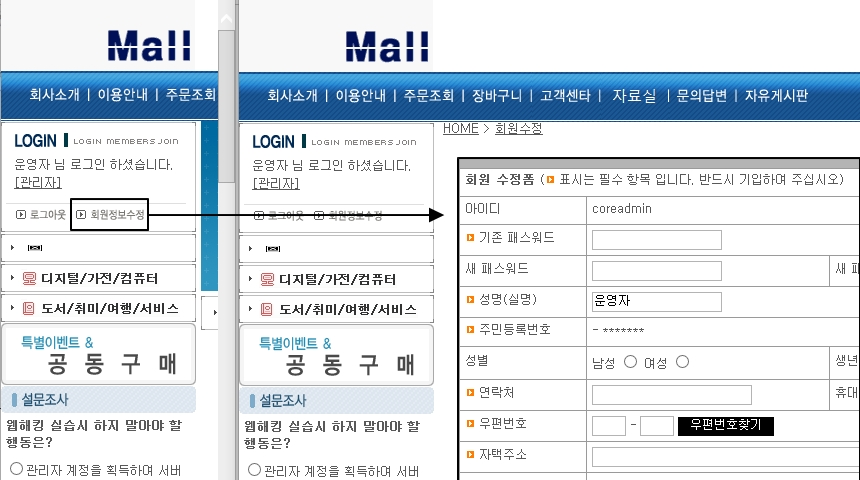 Mall
회사소개 | 이용안내 | 주문조회
LOGIN LOGIN MEMBERS JOIN
운영자 님 로그인 하셨습니다.
[관리자]
로그아웃 회원정보수정
디지털/가전/컴퓨터
도서/취미/여행/서비스
특별이벤트 &
공동구매
설문조사
웹해킹 실습시 하지 말아야 할
행동은?
관리자 계정을 획득하여 서버
Mall
회사소개 | 이용안내 | 주문조회 | 장바구니 | 고객센타 | 자료실 | 문의답변 | 자유게시판
LOGIN LOGIN MEMBERS JOIN
운영자 님 로그인 하셨습니다.
[관리자]
로그아웃 회원정보수정
디지털/가전/컴퓨터
도서/취미/여행/서비스
특별이벤트 &
공동구매
설문조사
웹해킹 실습시 하지 말아야 할
행동은?
관리자 계정을 획득하여 서버
HOME > 회원수정
회원 수정폼 ( 표시는 필수 항목 입니다. 반드시 기입하여 주십시오)
아이디 coreadmin
기존 패스워드
새 패스워드 새 패
성명(실명) 운영자
주민등록번호 - *******
성별 남성 여성 생년
연락처 휴대
우편번호 - 우편번호찾기
자택주소